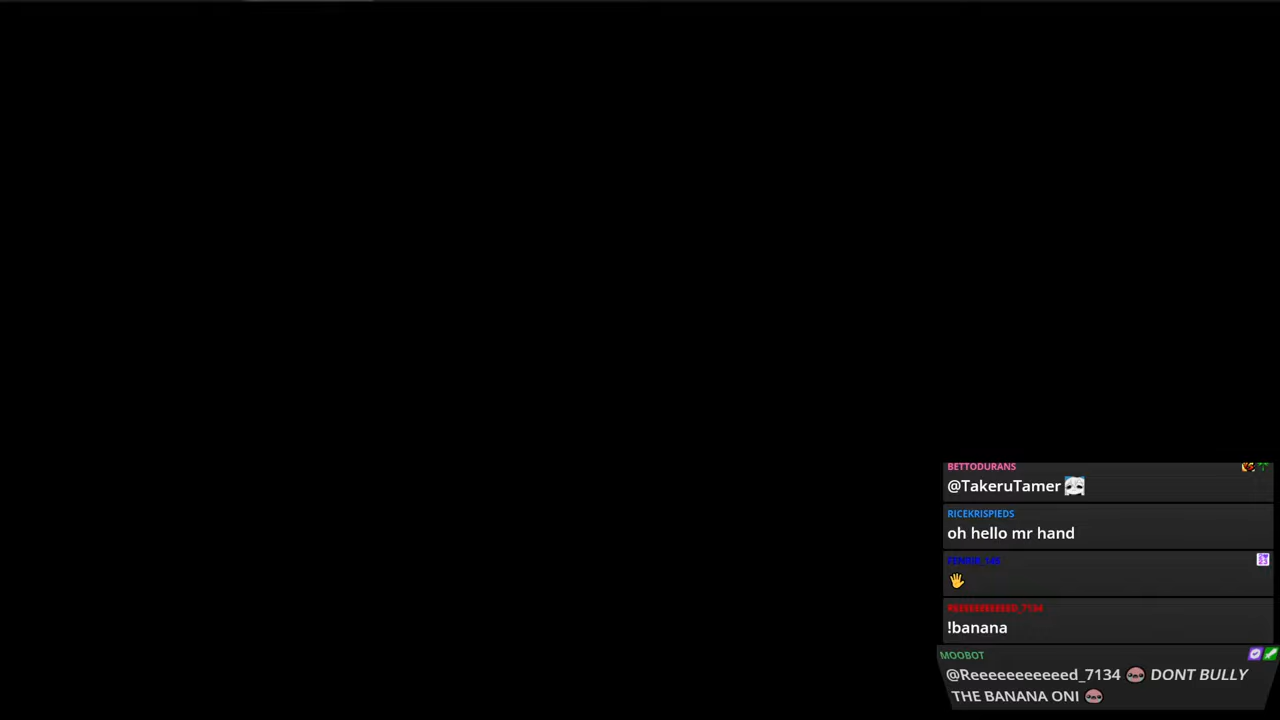 BETTODURANS
@TakeruTamer
RICEKRISPIEDS
oh hello mr hand
!banana
MOOBOT
@Reeeeeeeeeeed_7134 DONT BULLY
THE BANANA ONI